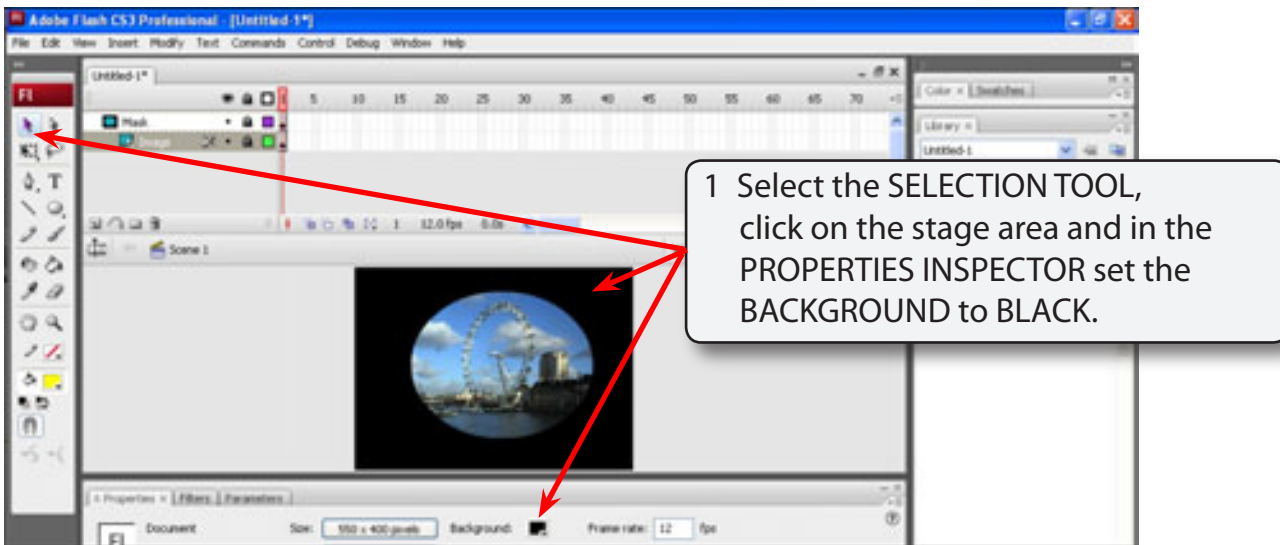 Adobe Flash CS3 Professional - [Untitled-1*]
File Edit View Insert Modify Text Commands Control Debug Window Help
Untitled-1*
Fl
5 10 15 20 25 30 35 40 45 50 55 60 65 70
Color × Swatches
Mask
Library ×
Image
Untitled-1
1 Select the SELECTION TOOL,
click on the stage area and in the
PROPERTIES INSPECTOR set the
BACKGROUND to BLACK.
1 12.0 fps 0.0s
Scene 1
Properties × Filters Parameters
Fl
Document Size: 550 x 400 pixels Background: Frame rate: 12 fps